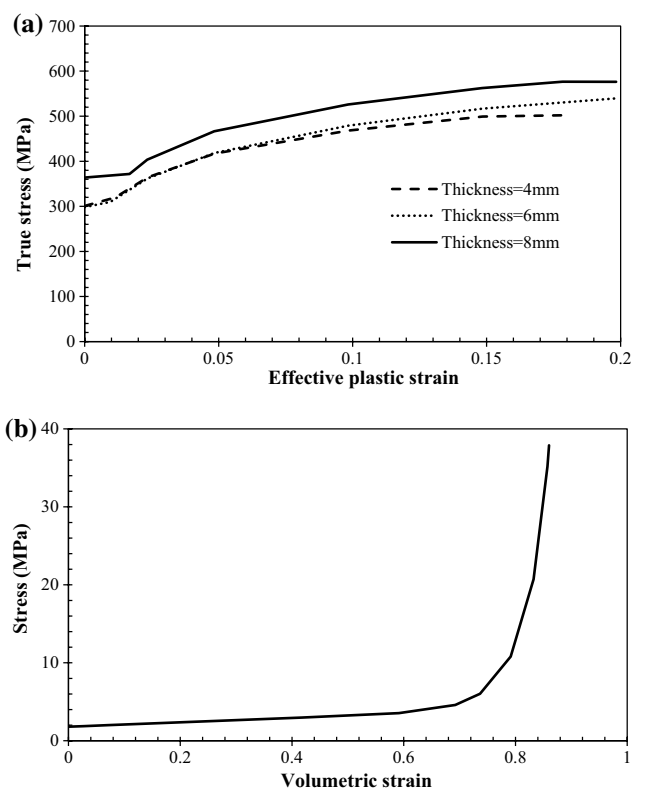 (a)
700
600
500
400
300
200
100
0
True stress (MPa)
Thickness=4mm
Thickness=6mm
Thickness=8mm
0 0.05 0.1 0.15 0.2
Effective plastic strain
(b)
40
30
20
10
0
Stress (MPa)
0 0.2 0.4 0.6 0.8 1
Volumetric strain